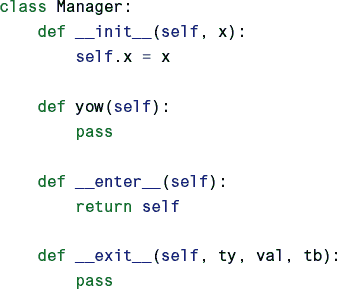 class Manager:
    def __init__(self, x):
        self.x = x

    def yow(self):
        pass

    def __enter__(self):
        return self

    def __exit__(self, ty, val, tb):
        pass